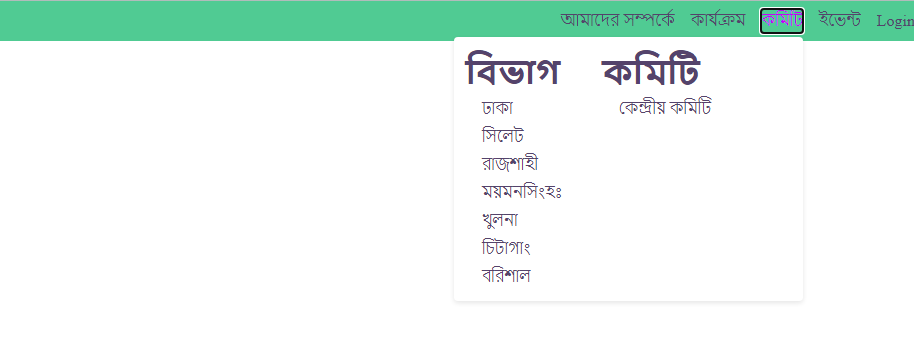 আমাদের সম্পর্কে কার্যক্রম কমিটি ইভেন্ট Login
বিভাগ কমিটি
ঢাকা কেন্দ্রীয় কমিটি
সিলেট
রাজশাহী
ময়মনসিংহঃ
খুলনা
চিটাগাং
বরিশাল